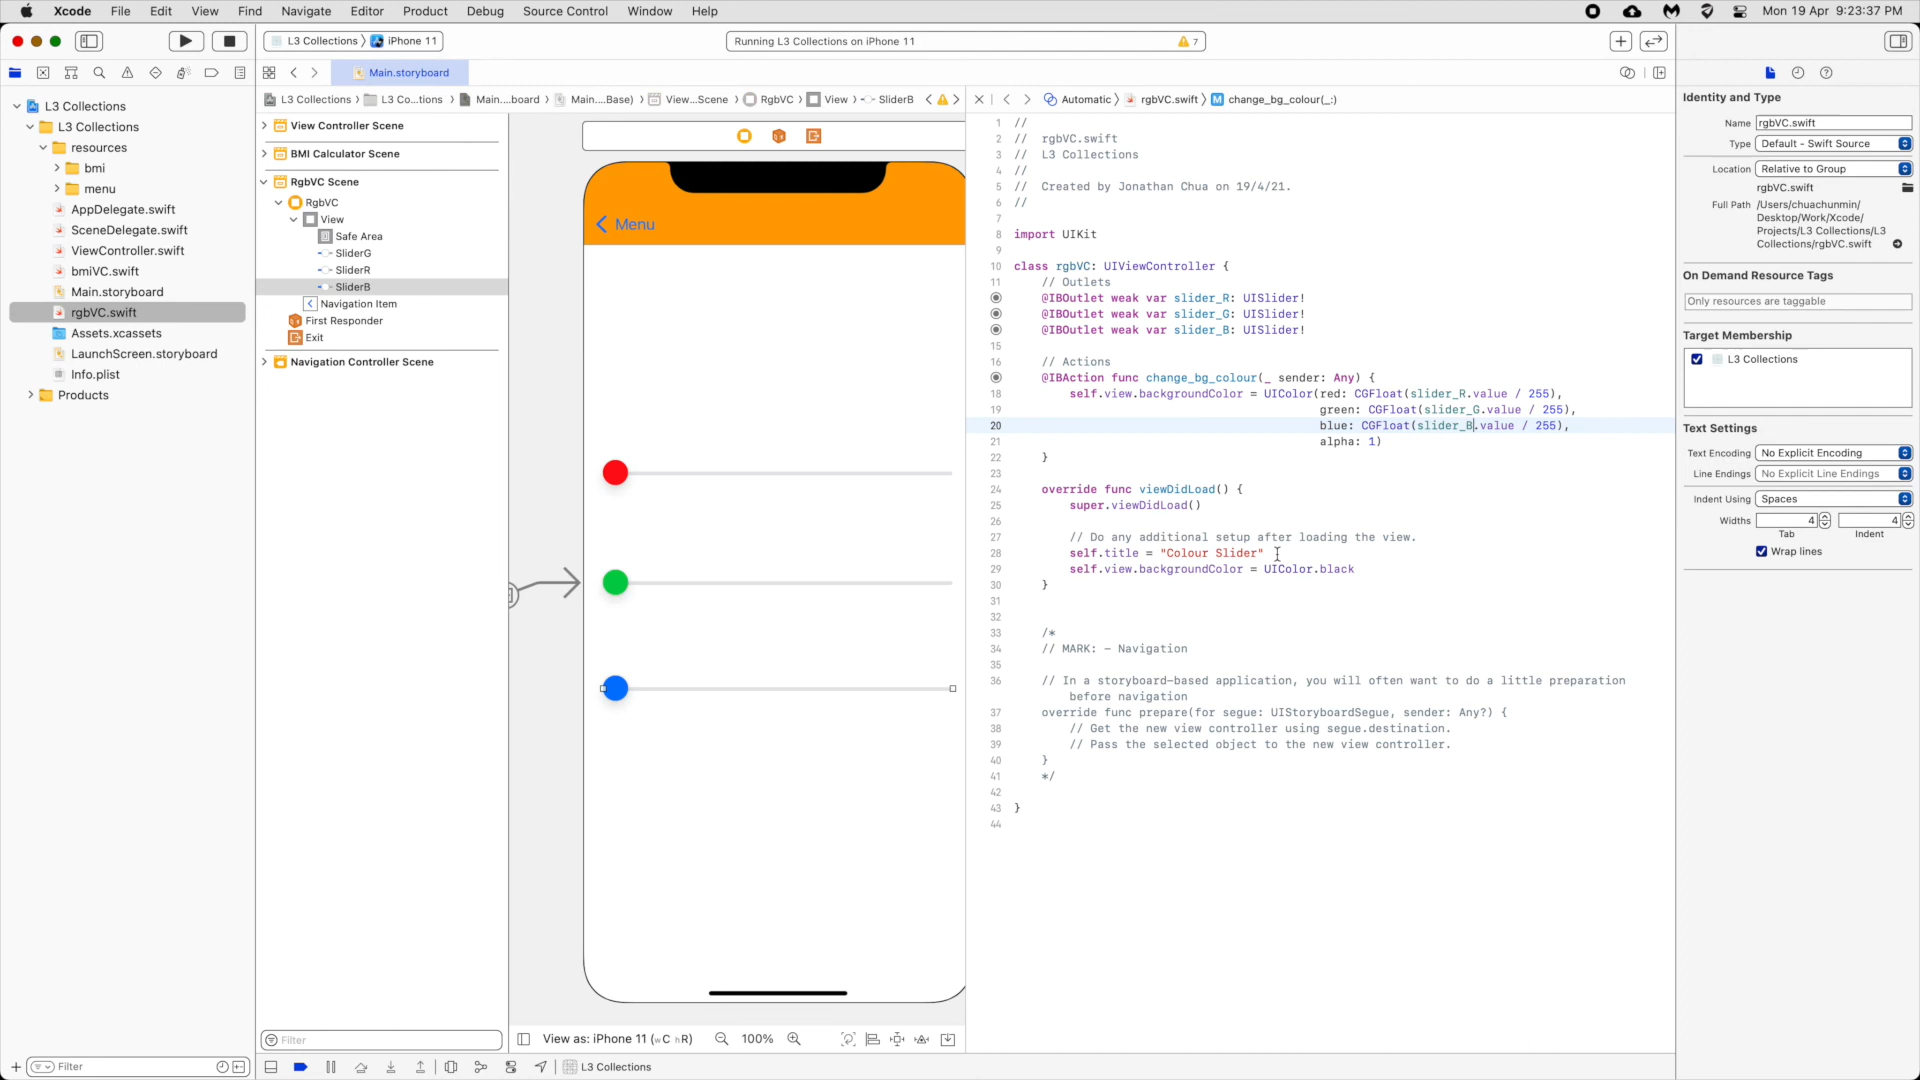 Xcode File Edit View Find Navigate Editor Product Debug Source Control Window Help Mon 19 Apr 9:23:37 PM
L3 Collections iPhone 11
Running L3 Collections on iPhone 11
7
Main.storyboard
L3 Collections
L3 Collections
resources
bmi
menu
AppDelegate.swift
SceneDelegate.swift
ViewController.swift
bmiVC.swift
Main.storyboard
rgbVC.swift
Assets.xcassets
LaunchScreen.storyboard
Info.plist
Products
Filter
L3 Collections L3 Co...tions Main....board Main....Base) View...Scene RgbVC View SliderB
View Controller Scene
BMI Calculator Scene
RgbVC Scene
RgbVC
View
Safe Area
SliderG
SliderR
SliderB
Navigation Item
First Responder
Exit
Navigation Controller Scene
Filter
Menu
View as: iPhone 11 (wC hR) 100%
L3 Collections
Automatic rgbVC.swift M change_bg_colour(_:)
1 //
2 // rgbVC.swift
3 // L3 Collections
4 //
5 // Created by Jonathan Chua on 19/4/21.
6 //
7
8 import UIKit
9
10 class rgbVC: UIViewController {
11 // Outlets
@IBOutlet weak var slider_R: UISlider!
@IBOutlet weak var slider_G: UISlider!
@IBOutlet weak var slider_B: UISlider!
15
16 // Actions
@IBAction func change_bg_colour(_ sender: Any) {
18 self.view.backgroundColor = UIColor(red: CGFloat(slider_R.value / 255),
19 green: CGFloat(slider_G.value / 255),
20 blue: CGFloat(slider_B.value / 255),
21 alpha: 1)
22 }
23
24 override func viewDidLoad() {
25 super.viewDidLoad()
26
27 // Do any additional setup after loading the view.
28 self.title = "Colour Slider"
29 self.view.backgroundColor = UIColor.black
30 }
31
32
33 /*
34 // MARK: - Navigation
35
36 // In a storyboard-based application, you will often want to do a little preparation
before navigation
37 override func prepare(for segue: UIStoryboardSegue, sender: Any?) {
38 // Get the new view controller using segue.destination.
39 // Pass the selected object to the new view controller.
40 }
41 */
42
43 }
44
Identity and Type
Name rgbVC.swift
Type Default - Swift Source
Location Relative to Group
rgbVC.swift
Full Path /Users/chuachunmin/
Desktop/Work/Xcode/
Projects/L3 Collections/L3
Collections/rgbVC.swift
On Demand Resource Tags
Only resources are taggable
Target Membership
L3 Collections
Text Settings
Text Encoding No Explicit Encoding
Line Endings No Explicit Line Endings
Indent Using Spaces
Widths 4 4
Tab Indent
Wrap lines